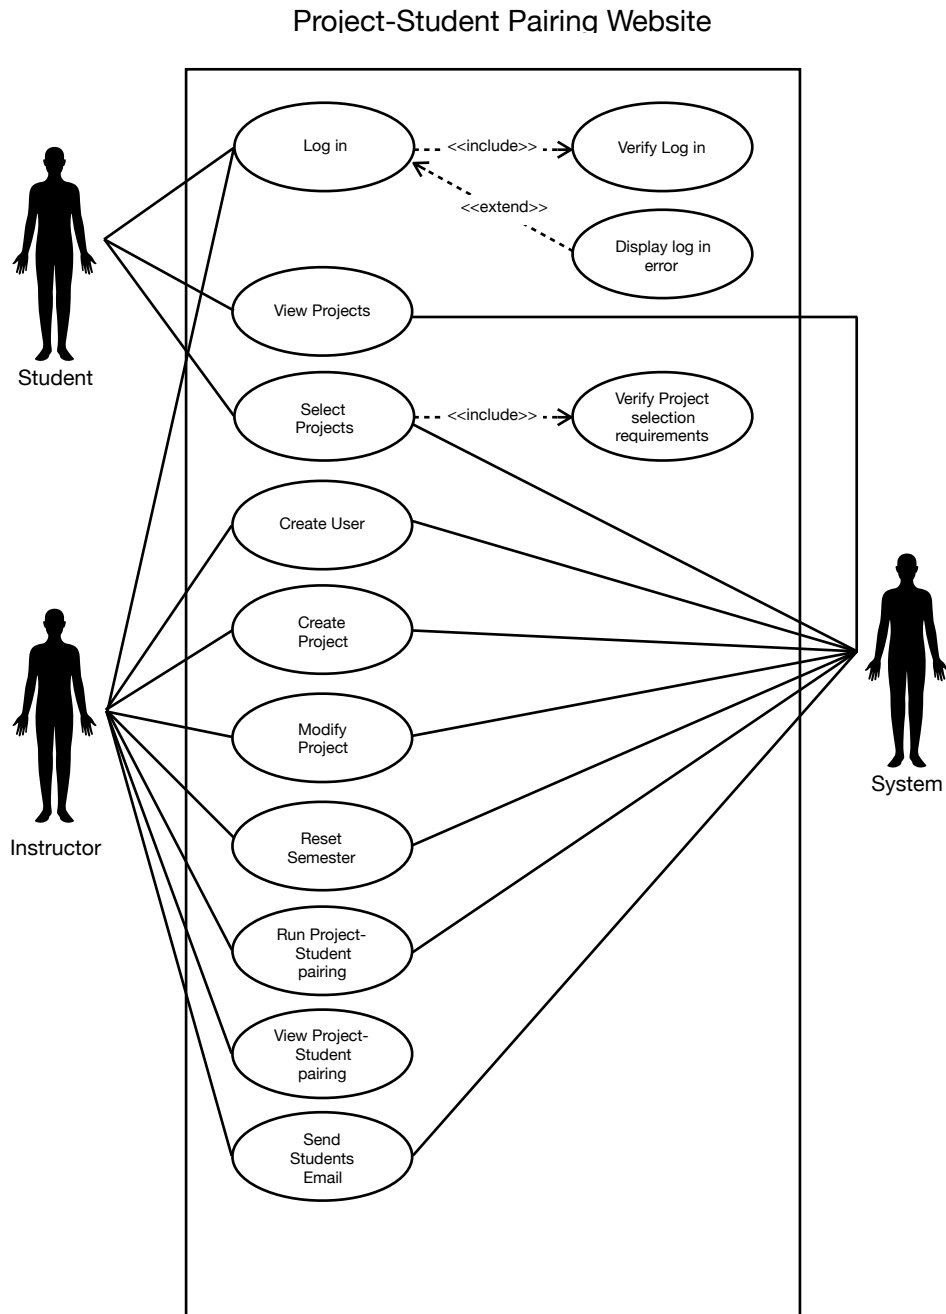 Project-Student Pairing Website
Log in
<<include>>
Verify Log in
<<extend>>
Display log in
error
View Projects
Student
Select
Projects
<<include>>
Verify Project
selection
requirements
Create User
Create
Project
Modify
Project
System
Instructor
Reset
Semester
Run Project-
Student
pairing
View Project-
Student
pairing
Send
Students
Email